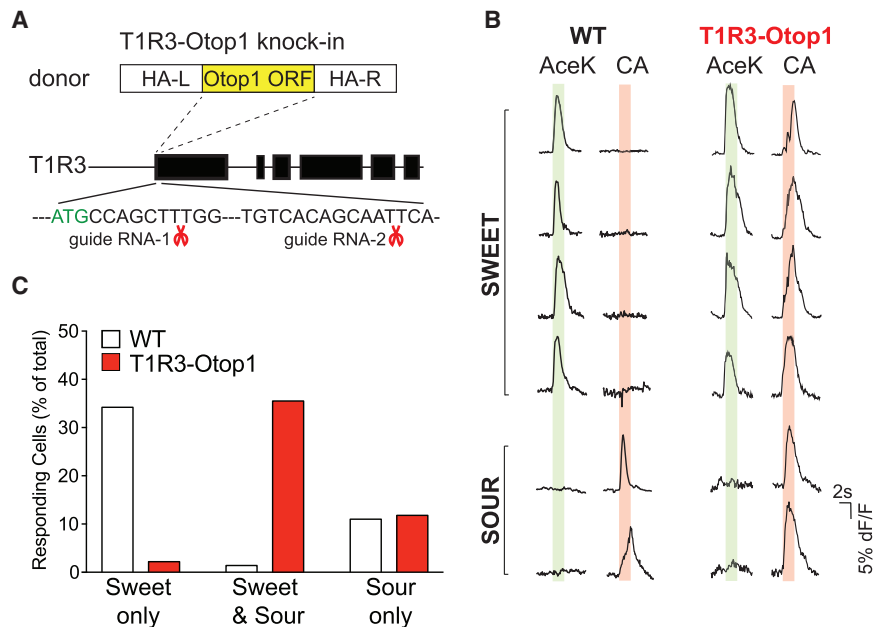 A
T1R3-Otop1 knock-in
donor
HA-L
Otop1 ORF
HA-R
T1R3
---ATGCCAGCTTTGG---TGTCACAGCAATTCA-
guide RNA-1
guide RNA-2
B
WT
T1R3-Otop1
AceK
CA
AceK
CA
SWEET
SOUR
2s
5% dF/F
C
Responding Cells (% of total)
50
40
30
20
10
0
WT
T1R3-Otop1
Sweet
only
Sweet
& Sour
Sour
only